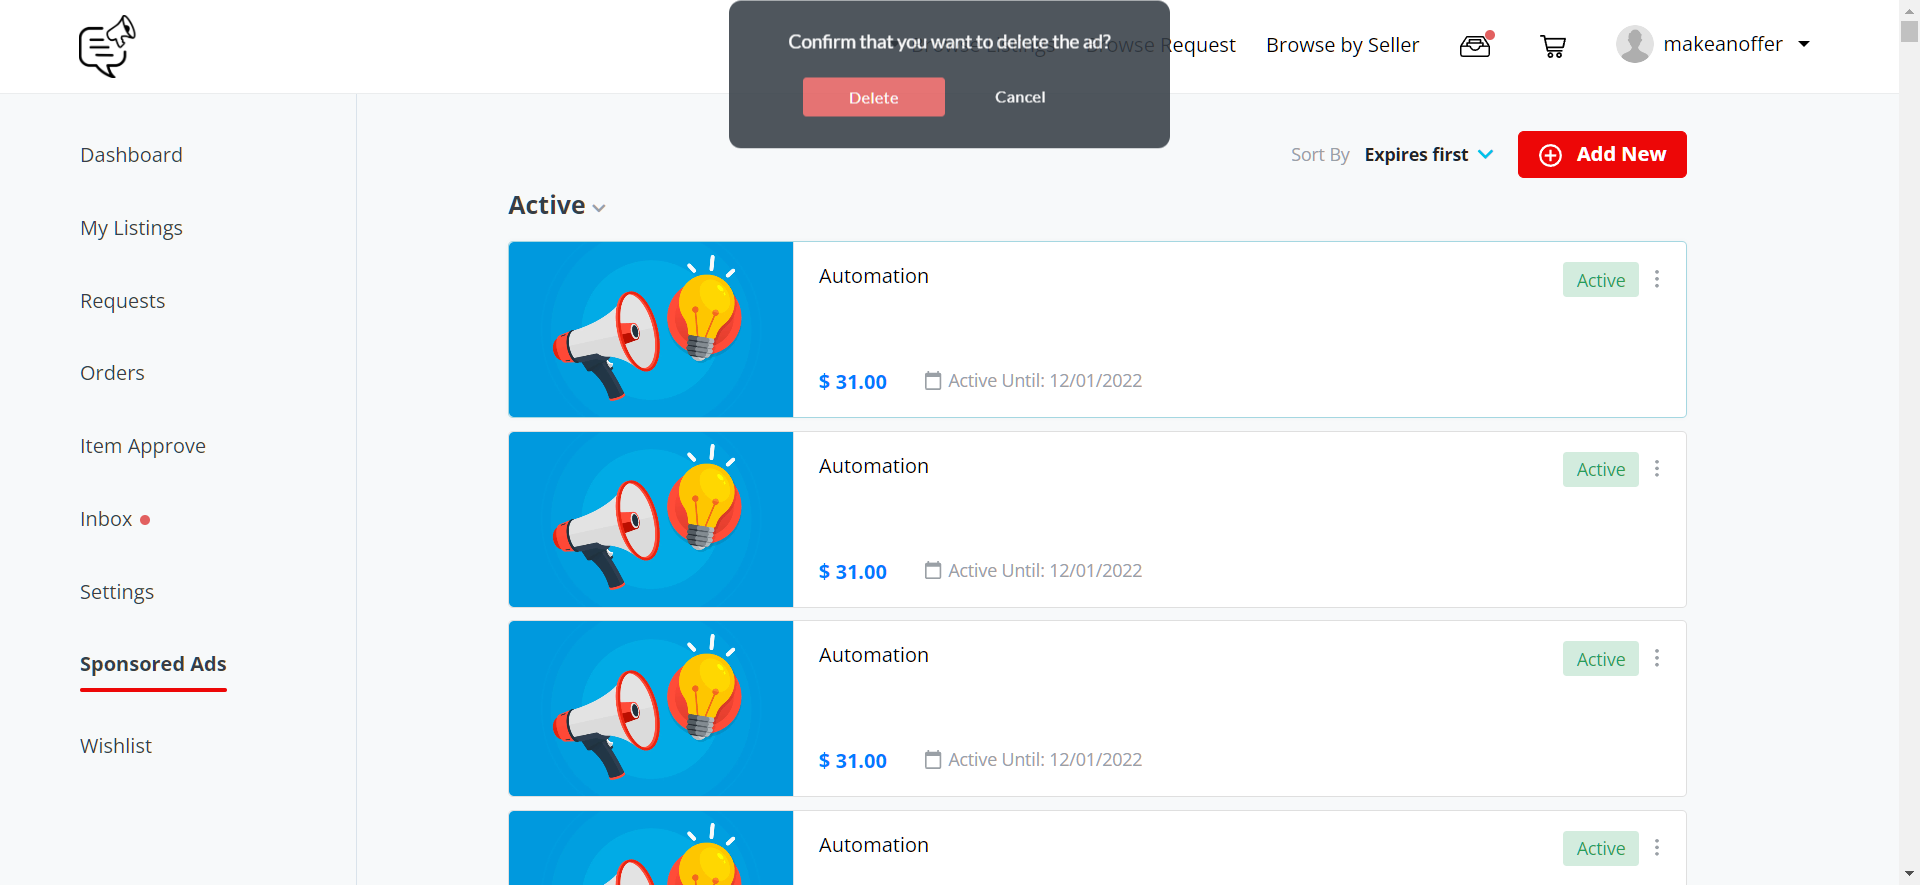 Confirm that you want to delete the ad?
Delete
Cancel
Browse Request
Browse by Seller
makeanoffer
Dashboard
My Listings
Requests
Orders
Item Approve
Inbox
Settings
Sponsored Ads
Wishlist
Sort By Expires first
Add New
Active
Automation
Active
$ 31.00
Active Until: 12/01/2022
Automation
Active
$ 31.00
Active Until: 12/01/2022
Automation
Active
$ 31.00
Active Until: 12/01/2022
Automation
Active